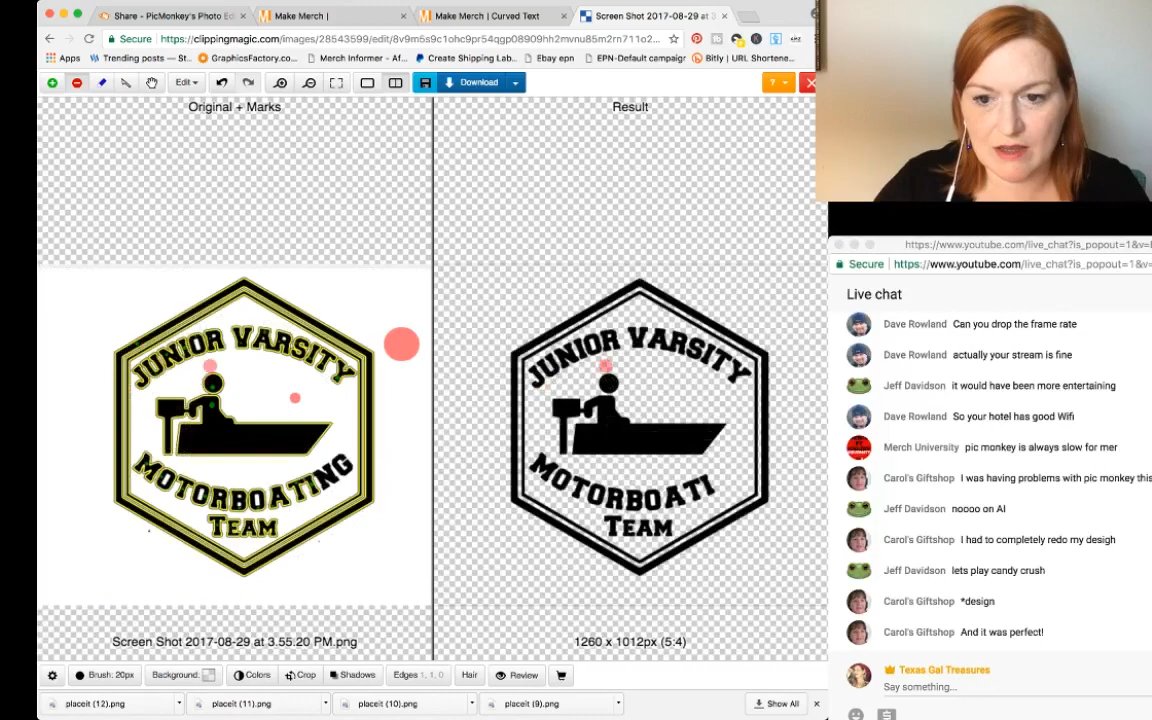 Share - PicMonkey's Photo Edi
Make Merch |
Make Merch | Curved Text
Screen Shot 2017-08-29 at 3
Secure
Apps
Trending posts — St...
GraphicsFactory.co...
Merch Informer - Af...
Create Shipping Lab...
Ebay epn
EPN-Default campaign
Bitly | URL Shortene...
Edit
Download
?
Original + Marks
Result
JUNIOR VARSITY
MOTORBOATING
TEAM
JUNIOR VARSITY
MOTORBOATI
TEAM
Screen Shot 2017-08-29 at 3.55.20 PM.png
1260 x 1012px (5:4)
Brush: 20px
Background:
Colors
Crop
Shadows
Edges 1, 1, 0
Hair
Review
placeit (12).png
placeit (11).png
placeit (10).png
placeit (9).png
Show All
https://www.youtube.com/live_chat?is_popout=1&v=
Secure
https://www.youtube.com/live_chat?is_popout=1&v=
Live chat
Dave Rowland Can you drop the frame rate
Dave Rowland actually your stream is fine
Jeff Davidson it would have been more entertaining
Dave Rowland So your hotel has good Wifi
Merch University pic monkey is always slow for mer
Carol's Giftshop I was having problems with pic monkey this
Jeff Davidson noooo on AI
Carol's Giftshop I had to completely redo my desigh
Jeff Davidson lets play candy crush
Carol's Giftshop *design
Carol's Giftshop And it was perfect!
Texas Gal Treasures
Say something...